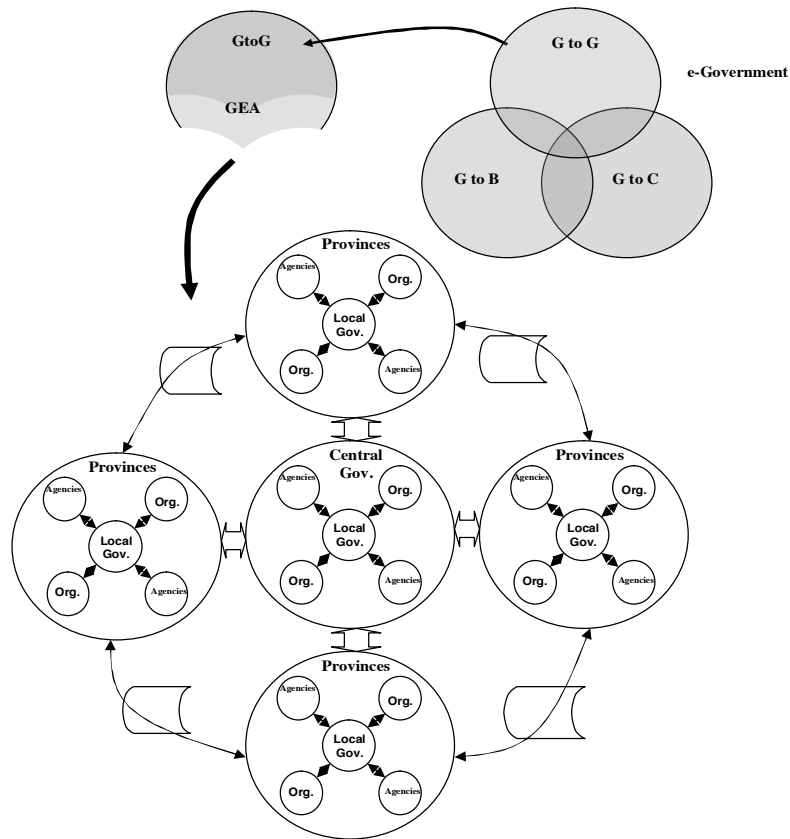 GtoG
GEA
G to G
e-Government
G to B
G to C
Provinces
Agencies
Org.
Local
Gov.
Org.
Agencies
Provinces
Agencies
Org.
Local
Gov.
Org.
Agencies
Central
Gov.
Agencies
Org.
Local
Gov.
Org.
Agencies
Provinces
Agencies
Org.
Local
Gov.
Org.
Agencies
Provinces
Agencies
Org.
Local
Gov.
Org.
Agencies